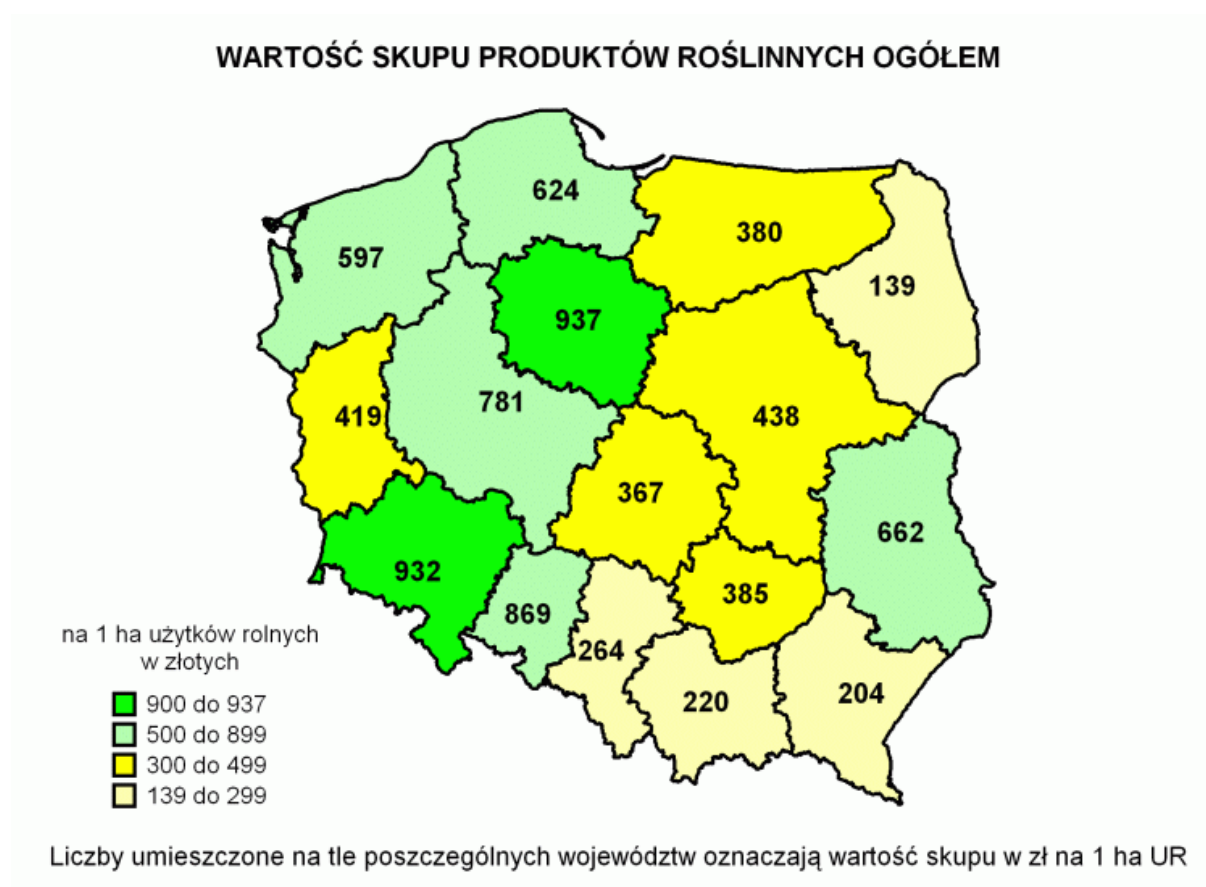 WARTOŚĆ SKUPU PRODUKTÓW ROŚLINNYCH OGÓŁEM
624
380
597
139
937
781
419
438
367
662
932
385
869
264
220
204
na 1 ha użytków rolnych
w złotych
900 do 937
500 do 899
300 do 499
139 do 299
Liczby umieszczone na tle poszczególnych województw oznaczają wartość skupu w zł na 1 ha UR